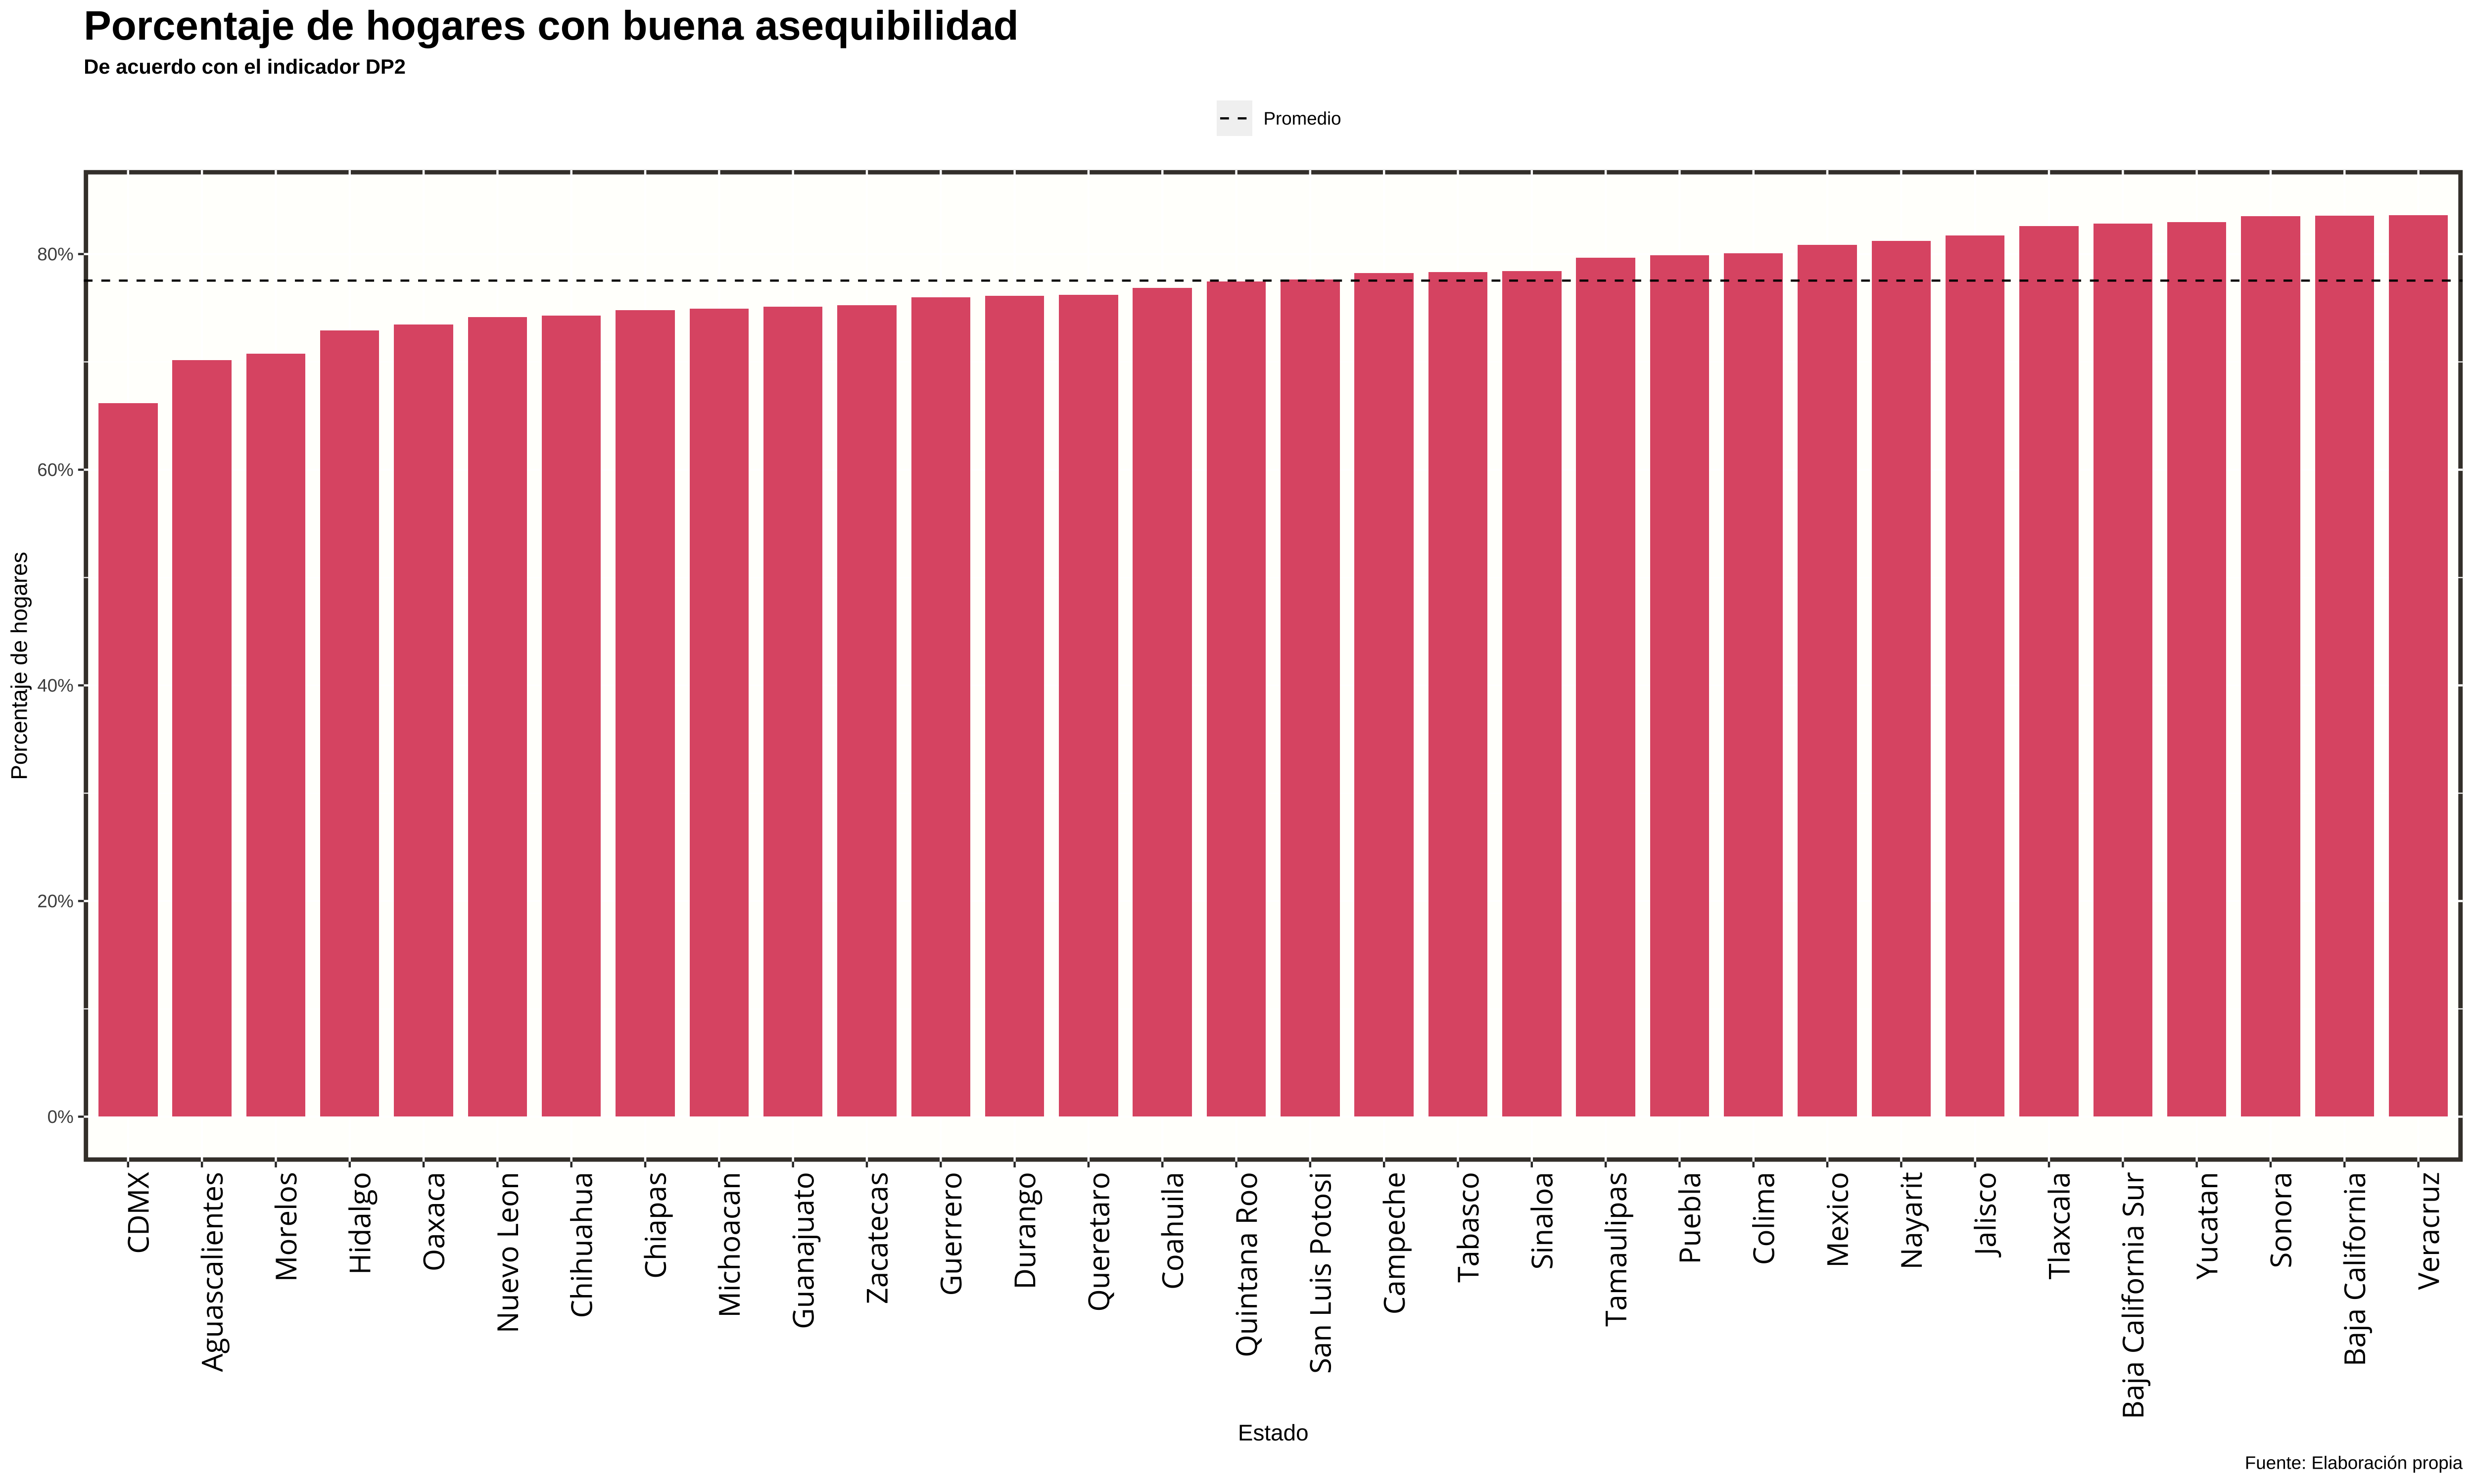 Porcentaje de hogares con buena asequibilidad
De acuerdo con el indicador DP2
Promedio
Porcentaje de hogares
80%
60%
40%
20%
0%
CDMX
Aguascalientes
Morelos
Hidalgo
Oaxaca
Nuevo Leon
Chihuahua
Chiapas
Michoacan
Guanajuato
Zacatecas
Guerrero
Durango
Queretaro
Coahuila
Quintana Roo
San Luis Potosi
Campeche
Tabasco
Sinaloa
Tamaulipas
Puebla
Colima
Mexico
Nayarit
Jalisco
Tlaxcala
Baja California Sur
Yucatan
Sonora
Baja California
Veracruz
Estado
Fuente: Elaboración propia